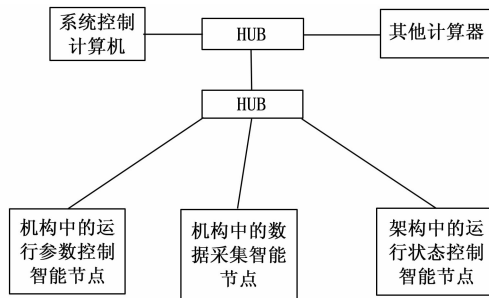 系统控制
计算机
HUB
其他计算器
HUB
机构中的运
行参数控制
智能节点
机构中的数
据采集智能
节点
架构中的运
行状态控制
智能节点